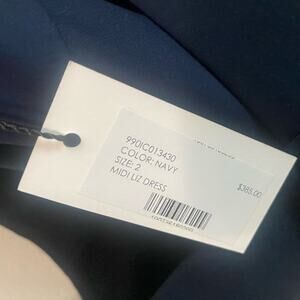 990IC013430
COLOR: NAVY
SIZE: 2
MIDI LIZ DRESS
$385.00